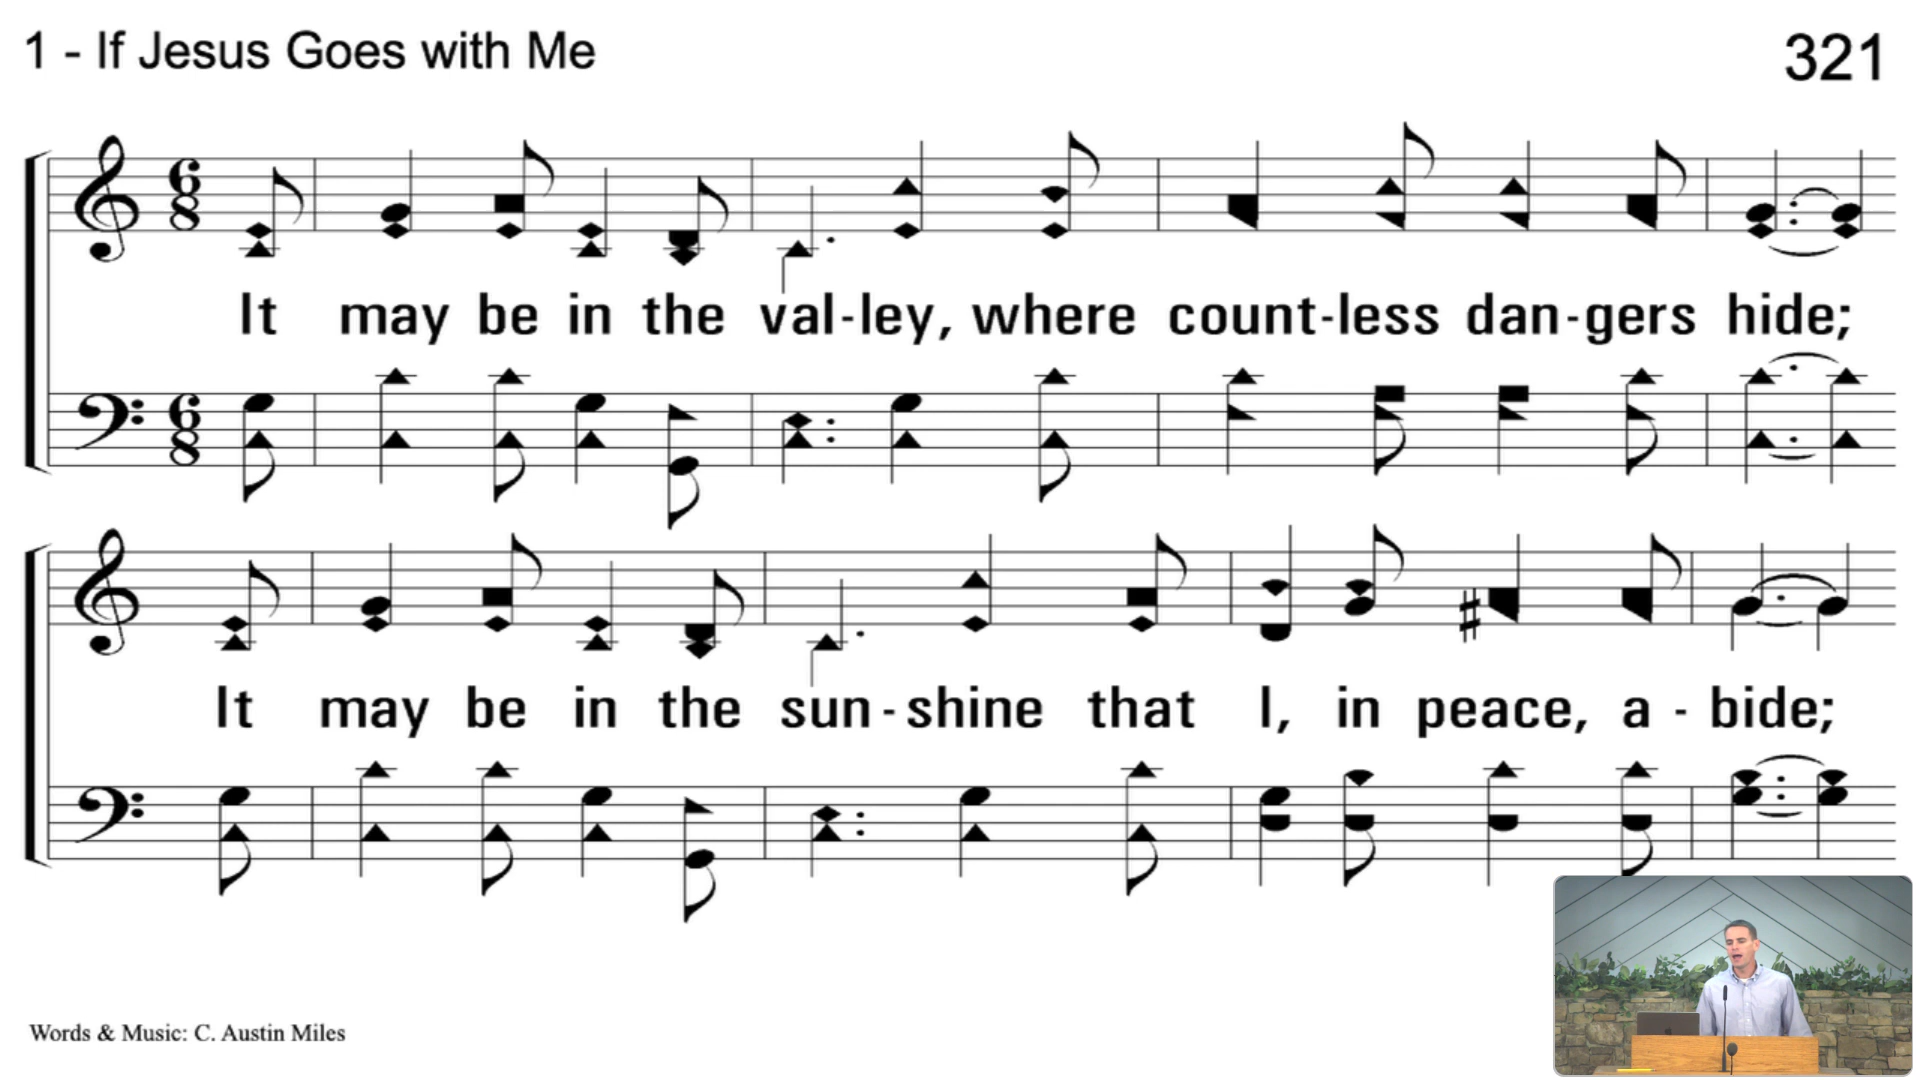 1 - If Jesus Goes with Me
321
It may be in the val-ley, where count-less dan-gers hide;
It may be in the sun-shine that I, in peace, a-bide;
Words & Music: C. Austin Miles